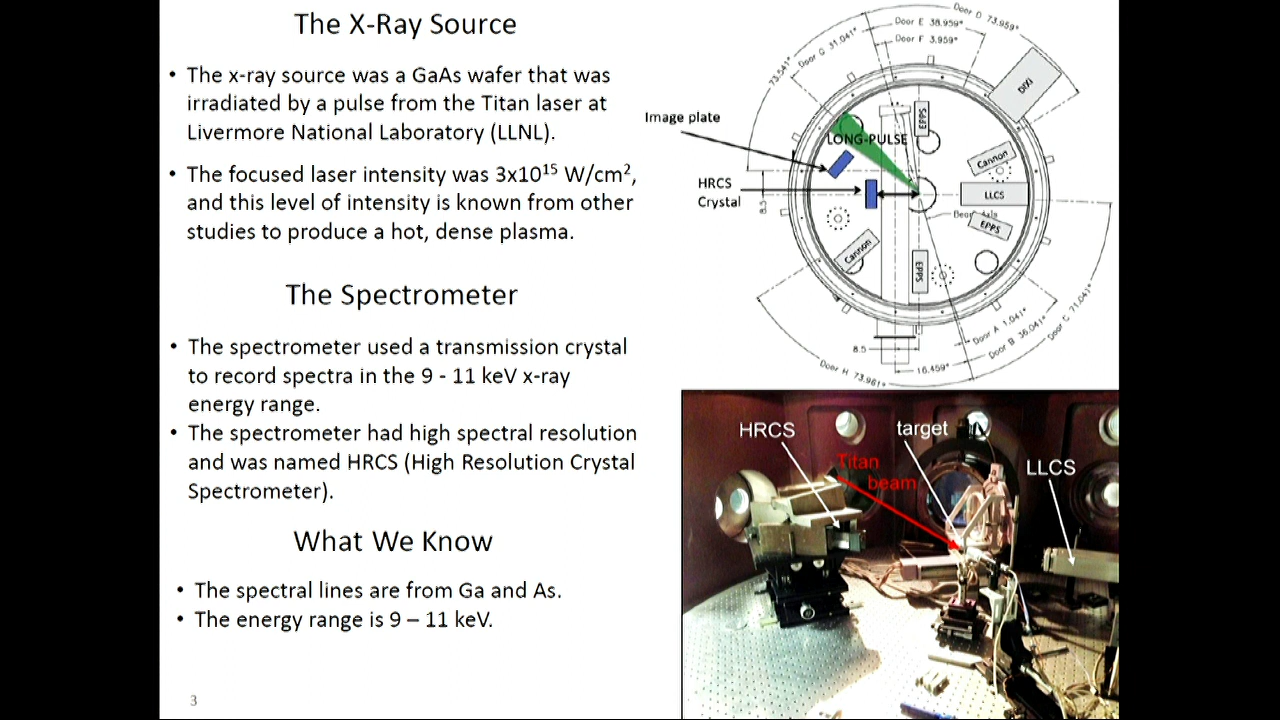 The X-Ray Source
• The x-ray source was a GaAs wafer that was
irradiated by a pulse from the Titan laser at
Livermore National Laboratory (LLNL).
• The focused laser intensity was 3x10¹⁵ W/cm²,
and this level of intensity is known from other
studies to produce a hot, dense plasma.
The Spectrometer
• The spectrometer used a transmission crystal
to record spectra in the 9 - 11 keV x-ray
energy range.
• The spectrometer had high spectral resolution
and was named HRCS (High Resolution Crystal
Spectrometer).
What We Know
• The spectral lines are from Ga and As.
• The energy range is 9 – 11 keV.
3
Door D 73.959°
Door E 38.959°
Door F 3.959°
Door G 31.041°
73.541°
DIXI
Image plate
EPPS
LONG-PULSE
Cannon
HRCS
Crystal
LLCS
8.5
EPPS
Cannon
EPPS
Door A 1.041°
Door B 36.041°
Door C 71.041°
8.5
16.459°
Door H 73.961°
HRCS
target
Titan
beam
LLCS